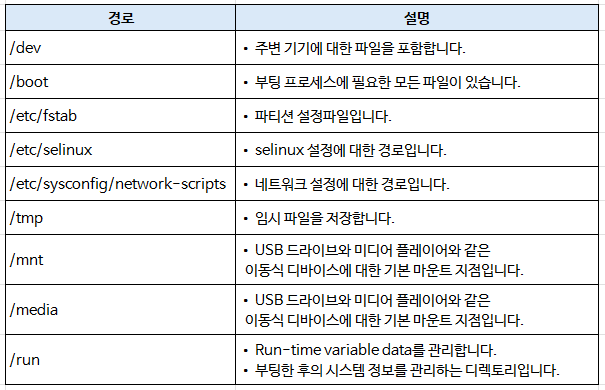 경로 설명
/dev • 주변 기기에 대한 파일을 포함합니다.
/boot • 부팅 프로세스에 필요한 모든 파일이 있습니다.
/etc/fstab • 파티션 설정파일입니다.
/etc/selinux • selinux 설정에 대한 경로입니다.
/etc/sysconfig/network-scripts • 네트워크 설정에 대한 경로입니다.
/tmp • 임시 파일을 저장합니다.
/mnt • USB 드라이브와 미디어 플레이어와 같은
이동식 디바이스에 대한 기본 마운트 지점입니다.
/media • USB 드라이브와 미디어 플레이어와 같은
이동식 디바이스에 대한 기본 마운트 지점입니다.
/run • Run-time variable data를 관리합니다.
• 부팅한 후의 시스템 정보를 관리하는 디렉토리입니다.